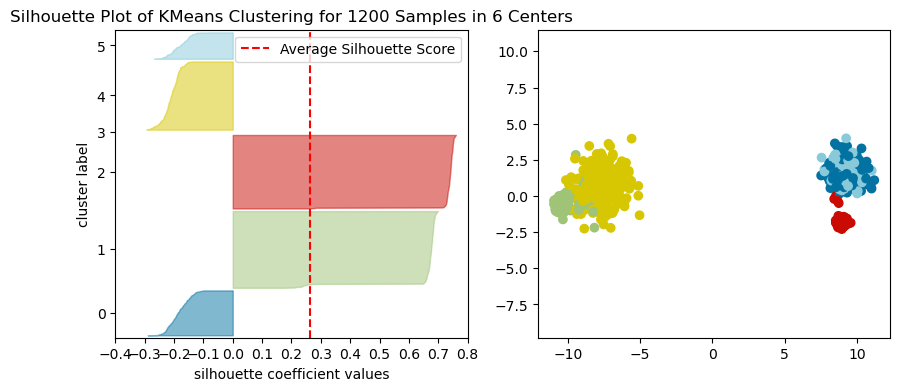 Silhouette Plot of KMeans Clustering for 1200 Samples in 6 Centers
Average Silhouette Score
cluster label
5
4
3
2
1
0
-0.4 -0.3 -0.2 -0.1 0.0 0.1 0.2 0.3 0.4 0.5 0.6 0.7 0.8
silhouette coefficient values
10.0
7.5
5.0
2.5
0.0
−2.5
−5.0
−7.5
−10 −5 0 5 10